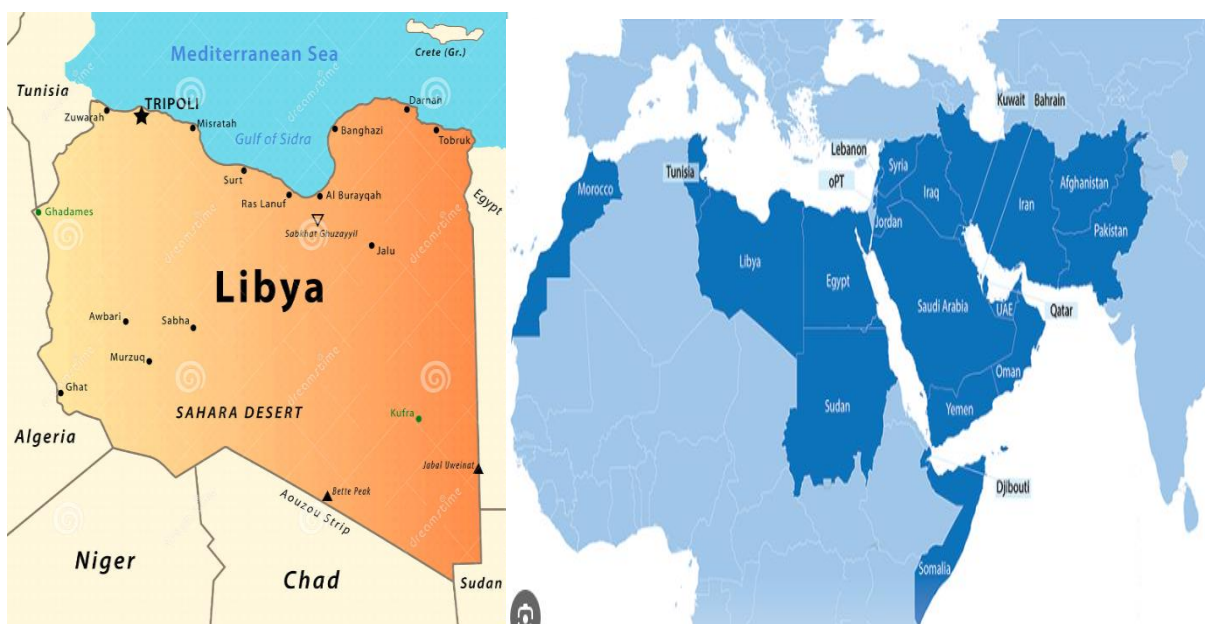 Mediterranean Sea
Crete (Gr.)
Tunisia
TRIPOLI
Zuwarah
Misratah
Darnah
Banghazi
Tobruk
Gulf of Sidra
Surt
Ras Lanuf
Al Burayqah
Egypt
Ghadames
Sabkhat Ghuzayyil
Jalu
Libya
Awbari
Sabha
Murzuq
Ghat
SAHARA DESERT
Kufra
Algeria
Jabal Uweinat
Bette Peak
Aouzou Strip
Niger
Chad
Sudan
dreamstime
Kuwait
Bahrain
Lebanon
Tunisia
Syria
oPT
Morocco
Iraq
Iran
Afghanistan
Jordan
Pakistan
Libya
Egypt
Saudi Arabia
UAE
Qatar
Oman
Sudan
Yemen
Djibouti
Somalia